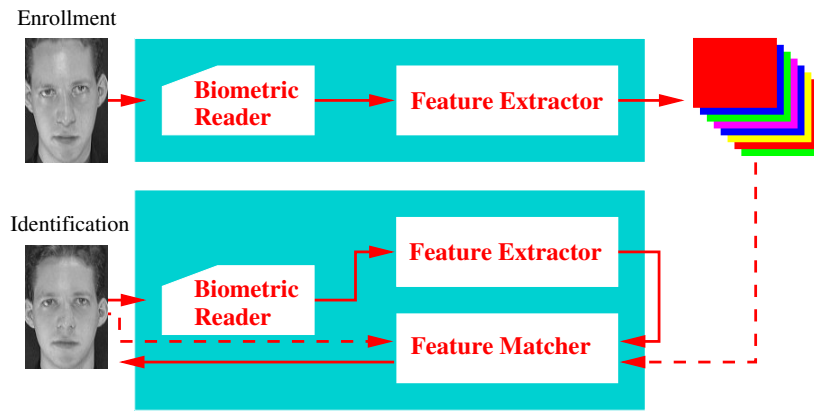 Enrollment
Biometric
Reader
Feature Extractor
Identification
Feature Extractor
Biometric
Reader
Feature Matcher